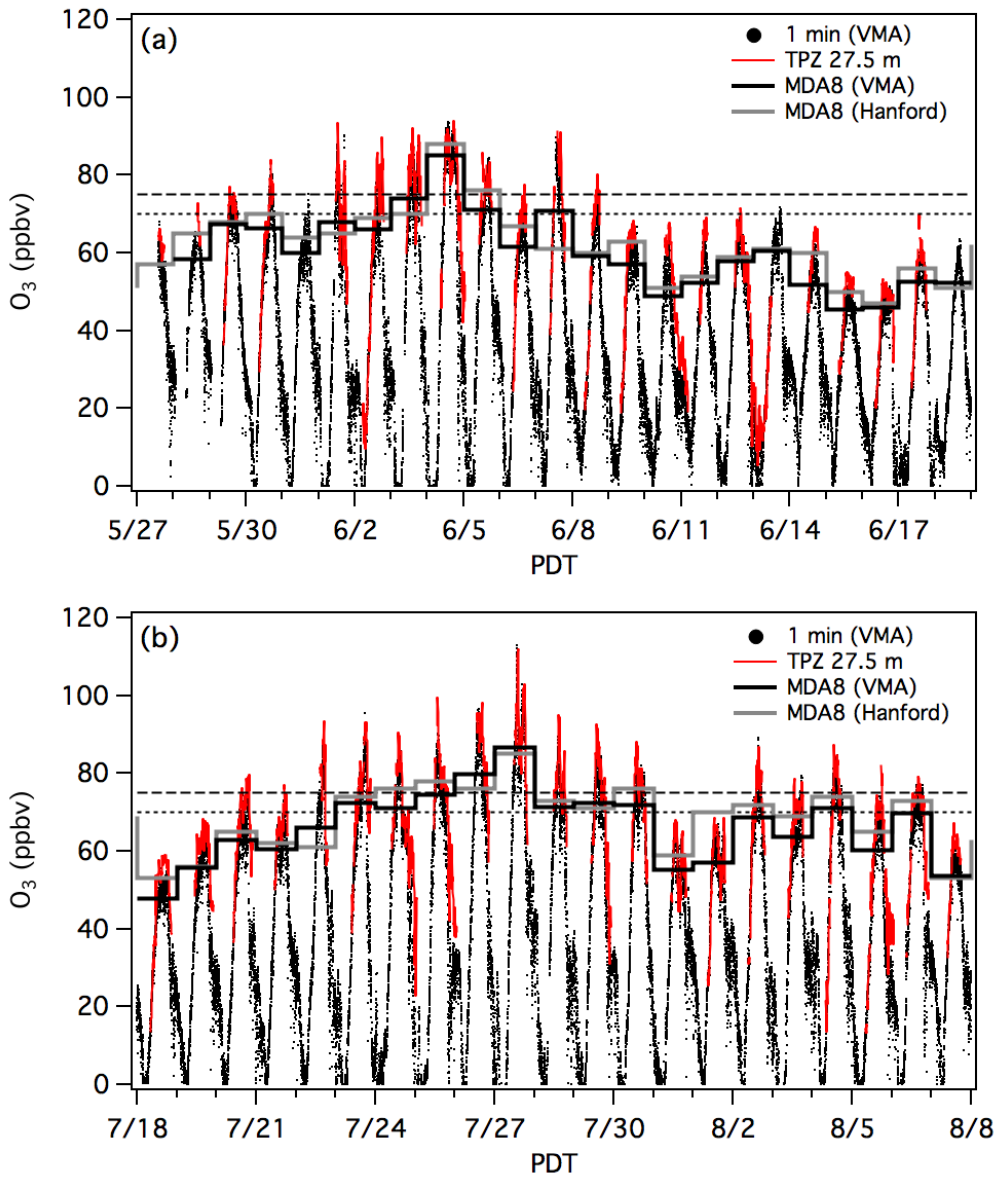 (a)
1 min (VMA)
TPZ 27.5 m
MDA8 (VMA)
MDA8 (Hanford)
O3 (ppbv)
120
100
80
60
40
20
0
5/27 5/30 6/2 6/5 6/8 6/11 6/14 6/17
PDT
(b)
1 min (VMA)
TPZ 27.5 m
MDA8 (VMA)
MDA8 (Hanford)
O3 (ppbv)
120
100
80
60
40
20
0
7/18 7/21 7/24 7/27 7/30 8/2 8/5 8/8
PDT